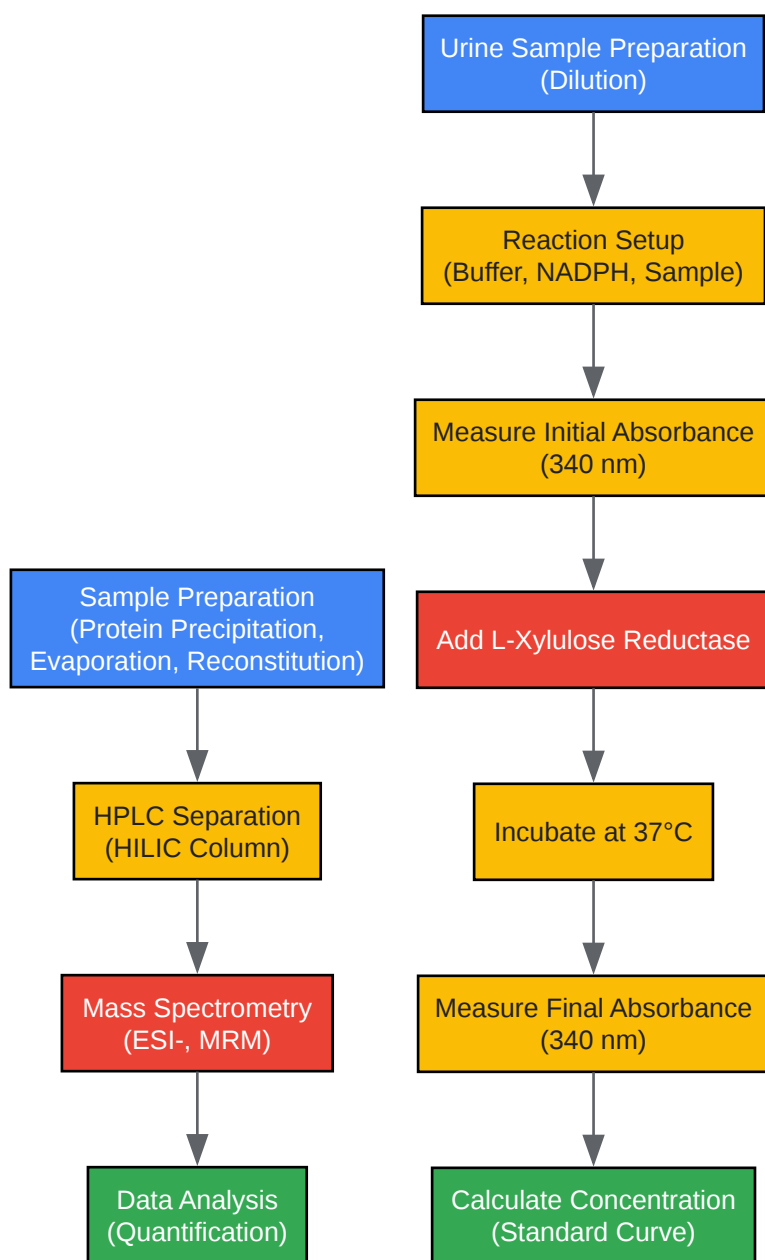 Urine Sample Preparation
(Dilution)
Reaction Setup
(Buffer, NADPH, Sample)
Measure Initial Absorbance
(340 nm)
Sample Preparation
(Protein Precipitation,
Evaporation, Reconstitution)
Add L-Xylulose Reductase
HPLC Separation
(HILIC Column)
Incubate at 37°C
Mass Spectrometry
(ESI-, MRM)
Measure Final Absorbance
(340 nm)
Data Analysis
(Quantification)
Calculate Concentration
(Standard Curve)